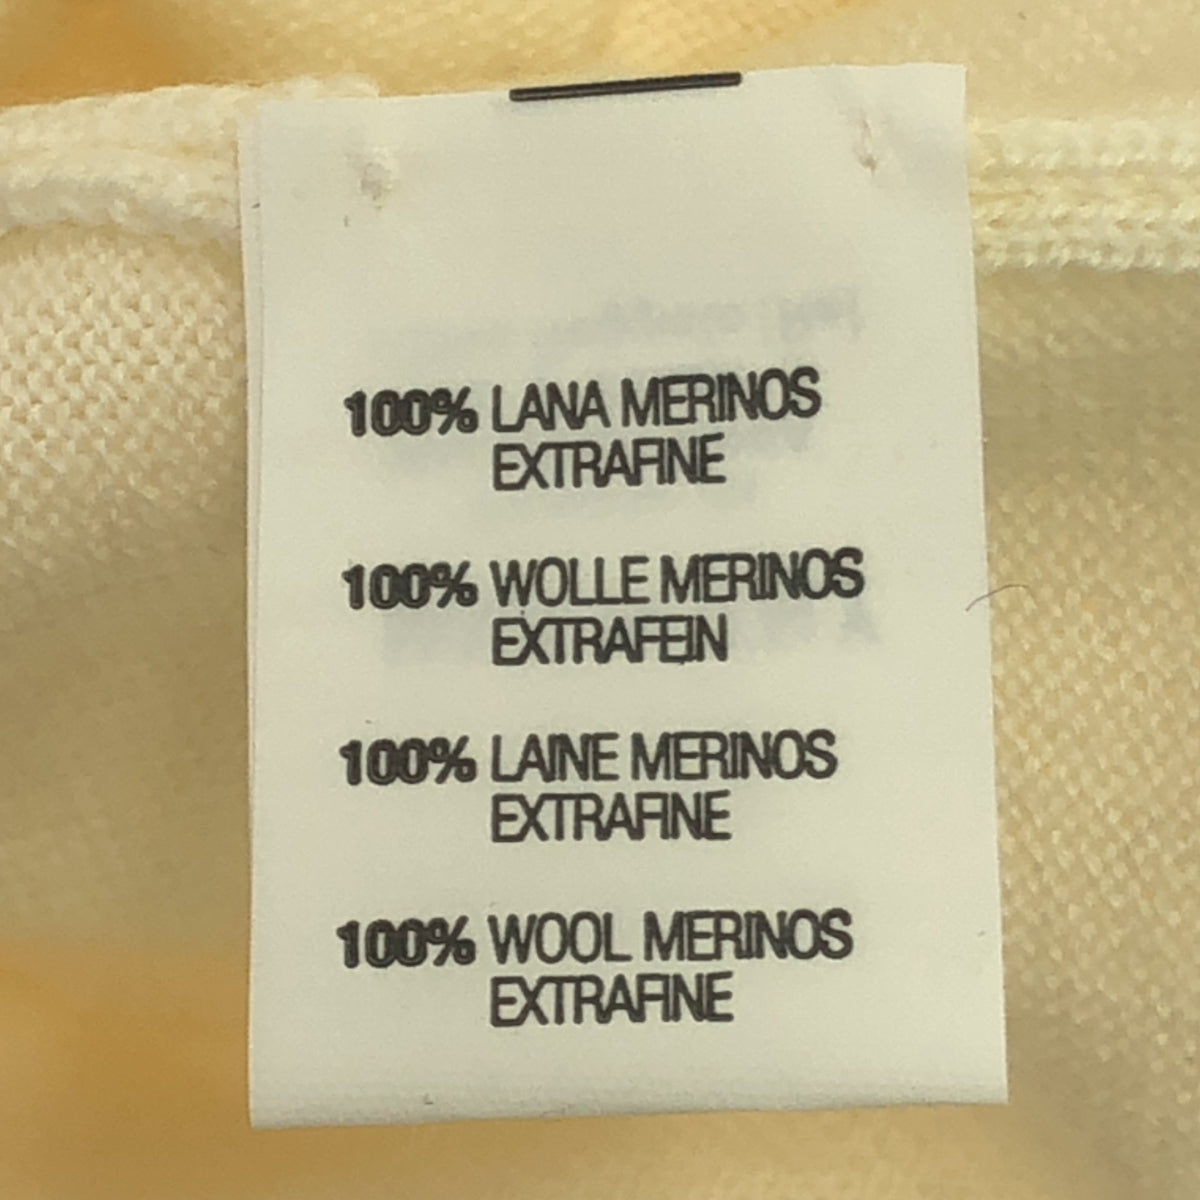 100% LANA MERINOS
EXTRAFINE
100% WOLLE MERINOS
EXTRAFEIN
100% LAINE MERINOS
EXTRAFINE
100% WOOL MERINOS
EXTRAFINE